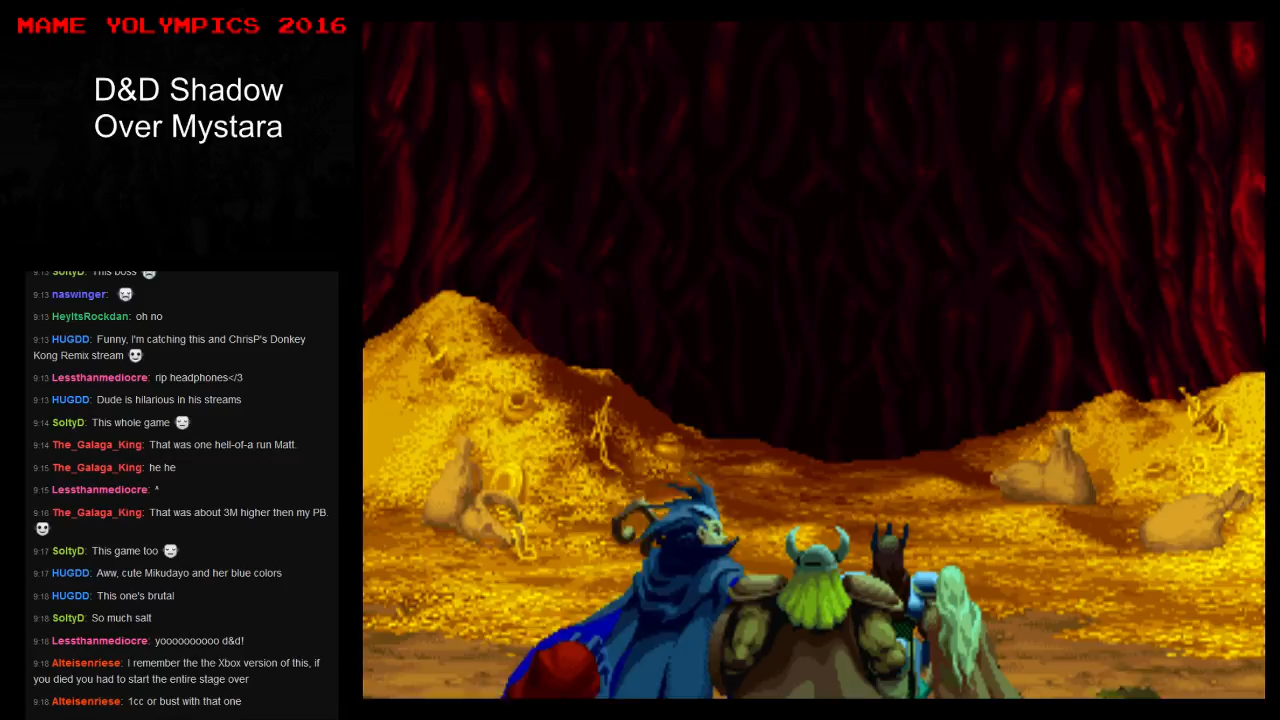 MAME YOLYMPICS 2016
D&D Shadow
Over Mystara
9:13 SoltyD: This boss
9:13 naswinger:
9:13 HeyItsRockdan: oh no
9:13 HUGDD: Funny, I'm catching this and ChrisP's Donkey
Kong Remix stream
9:13 Lessthanmediocre: rip headphones</3
9:13 HUGDD: Dude is hilarious in his streams
9:14 SoltyD: This whole game
9:14 The_Galaga_King: That was one hell-of-a run Matt.
9:15 The_Galaga_King: he he
9:15 Lessthanmediocre: ^
9:16 The_Galaga_King: That was about 3M higher then my PB.
9:17 SoltyD: This game too
9:17 HUGDD: Aww, cute Mikudayo and her blue colors
9:18 HUGDD: This one's brutal
9:18 SoltyD: So much salt
9:18 Lessthanmediocre: yoooooooooo d&d!
9:18 Alteisenriese: I remember the the Xbox version of this, if
you died you had to start the entire stage over
9:18 Alteisenriese: 1cc or bust with that one